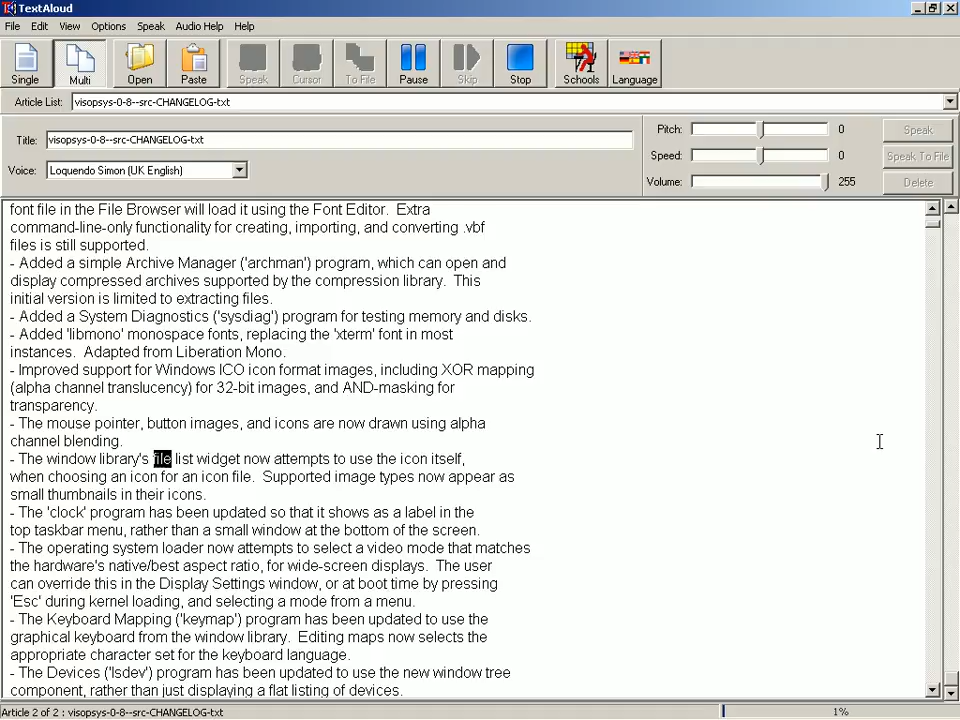 TextAloud
File Edit View Options Speak Audio Help Help
Single Multi Open Paste Speak Cursor To File Pause Skip Stop Schools Language
Article List: visopsys-0-8--src-CHANGELOG-txt
Title: visopsys-0-8--src-CHANGELOG-txt
Voice: Loquendo Simon (UK English)
Pitch: 0 Speak
Speed: 0 Speak To File
Volume: 255 Delete
font file in the File Browser will load it using the Font Editor.  Extra
command-line-only functionality for creating, importing, and converting .vbf
files is still supported.
- Added a simple Archive Manager ('archman') program, which can open and
display compressed archives supported by the compression library.  This
initial version is limited to extracting files.
- Added a System Diagnostics ('sysdiag') program for testing memory and disks.
- Added 'libmono' monospace fonts, replacing the 'xterm' font in most
instances.  Adapted from Liberation Mono.
- Improved support for Windows ICO icon format images, including XOR mapping
(alpha channel translucency) for 32-bit images, and AND-masking for
transparency.
- The mouse pointer, button images, and icons are now drawn using alpha
channel blending.
- The window library's file list widget now attempts to use the icon itself,
when choosing an icon for an icon file.  Supported image types now appear as
small thumbnails in their icons.
- The 'clock' program has been updated so that it shows as a label in the
top taskbar menu, rather than a small window at the bottom of the screen.
- The operating system loader now attempts to select a video mode that matches
the hardware's native/best aspect ratio, for wide-screen displays.  The user
can override this in the Display Settings window, or at boot time by pressing
'Esc' during kernel loading, and selecting a mode from a menu.
- The Keyboard Mapping ('keymap') program has been updated to use the
graphical keyboard from the window library.  Editing maps now selects the
appropriate character set for the keyboard language.
- The Devices ('lsdev') program has been updated to use the new window tree
component, rather than just displaying a flat listing of devices.
Article 2 of 2 : visopsys-0-8--src-CHANGELOG-txt 1%